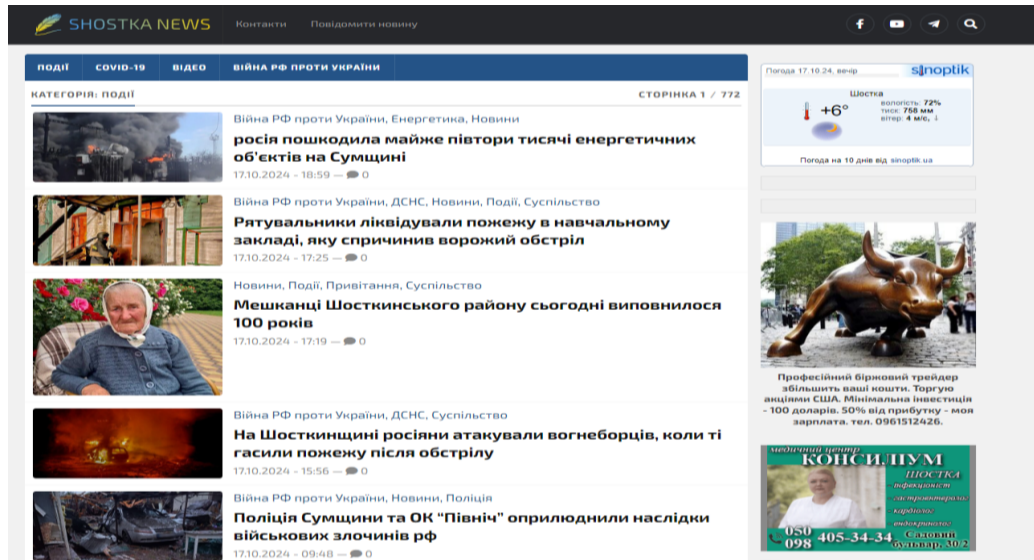 SHOSTKA NEWS
Контакти
Повідомити новину
ПОДІЇ
COVID-19
ВІДЕО
ВІЙНА РФ ПРОТИ УКРАЇНИ
КАТЕГОРІЯ: ПОДІЇ
СТОРІНКА 1 / 772
Війна РФ проти України, Енергетика, Новини
росія пошкодила майже півтори тисячі енергетичних
об'єктів на Сумщині
17.10.2024 - 18:59 — 0
Війна РФ проти України, ДСНС, Новини, Події, Суспільство
Рятувальники ліквідували пожежу в навчальному
закладі, яку спричинив ворожий обстріл
17.10.2024 - 17:25 — 0
Новини, Події, Привітання, Суспільство
Мешканці Шосткинського району сьогодні виповнилося
100 років
17.10.2024 - 17:19 — 0
Війна РФ проти України, ДСНС, Суспільство
На Шосткинщині росіяни атакували вогнеборців, коли ті
гасили пожежу після обстрілу
17.10.2024 - 15:56 — 0
Війна РФ проти України, Новини, Поліція
Поліція Сумщини та ОК “Північ” оприлюднили наслідки
військових злочинів рф
17.10.2024 - 09:48 — 0
Погода 17.10.24, вечір
sinoptik
Шостка
+6°
вологість: 72%
тиск: 758 мм
вітер: 4 м/с, ↓
Погода на 10 днів від sinoptik.ua
Професійний біржовий трейдер
збільшить ваші кошти. Торгую
акціями США. Мінімальна інвестиція
- 100 доларів. 50% від прибутку - моя
зарплата. тел. 0961512426.
медичний центр
КОНСИЛІУМ
ШОСТКА
- інфекціоніст
- гастроентеролог
- кардіолог
- ендокринолог
050
098 405-34-34
Садовий
бульвар, 30/2